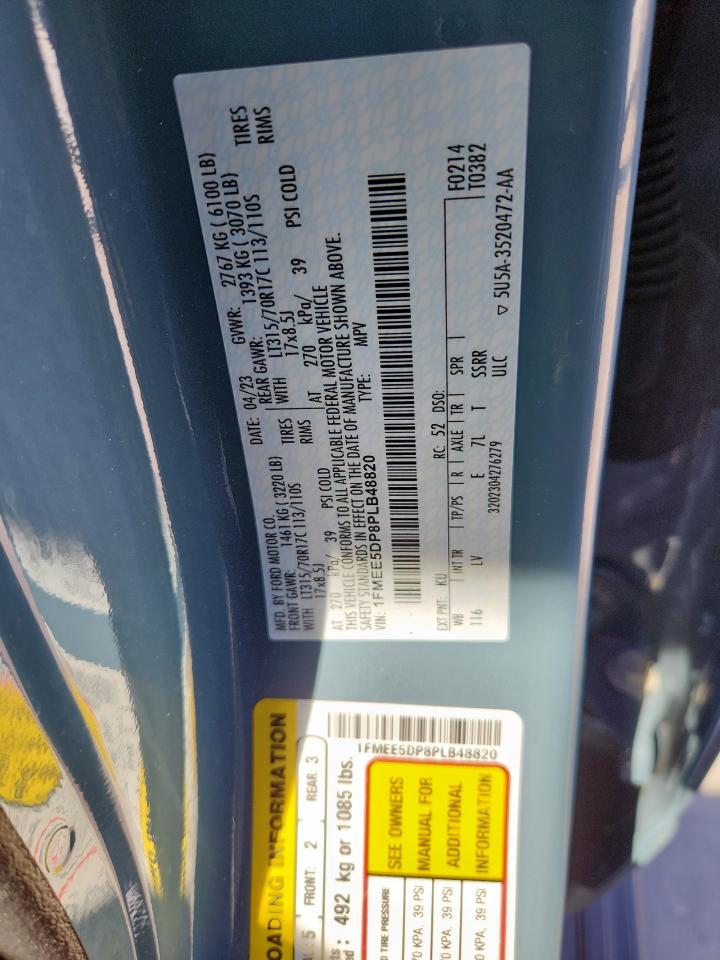 MFD. BY FORD MOTOR CO.
DATE: 04/23 GVWR: 2767 KG ( 6100 LB)
FRONT GAWR: 1461 KG ( 3220 LB)
REAR GAWR: 1393 KG ( 3070 LB)
WITH LT315/70R17C 113/110S TIRES
WITH LT315/70R17C 113/110S TIRES
17x8.5J RIMS
17x8.5J RIMS
AT 270 kPa/ 39 PSI COLD
AT 270 kPa/ 39 PSI COLD
THIS VEHICLE CONFORMS TO ALL APPLICABLE FEDERAL MOTOR VEHICLE
SAFETY STANDARDS IN EFFECT ON THE DATE OF MANUFACTURE SHOWN ABOVE.
VIN: 1FMEE5DP8PLB48820
TYPE: MPV
EXT PNT: KU RC: 52 DSO: F0214
T0382
WB INT TR TP/PS R AXLE TR SPR
116 LV E 7L T SSRR
3202304276279 ULC
▽ 5U5A-3520472-AA
OADING INFORMATION
5 FRONT: 2 REAR: 3
: 492 kg or 1085 lbs.
1FMEE5DP8PLB48820
TIRE PRESSURE
KPA, 39 PSI
KPA, 39 PSI
KPA, 39 PSI
SEE OWNERS
MANUAL FOR
ADDITIONAL
INFORMATION